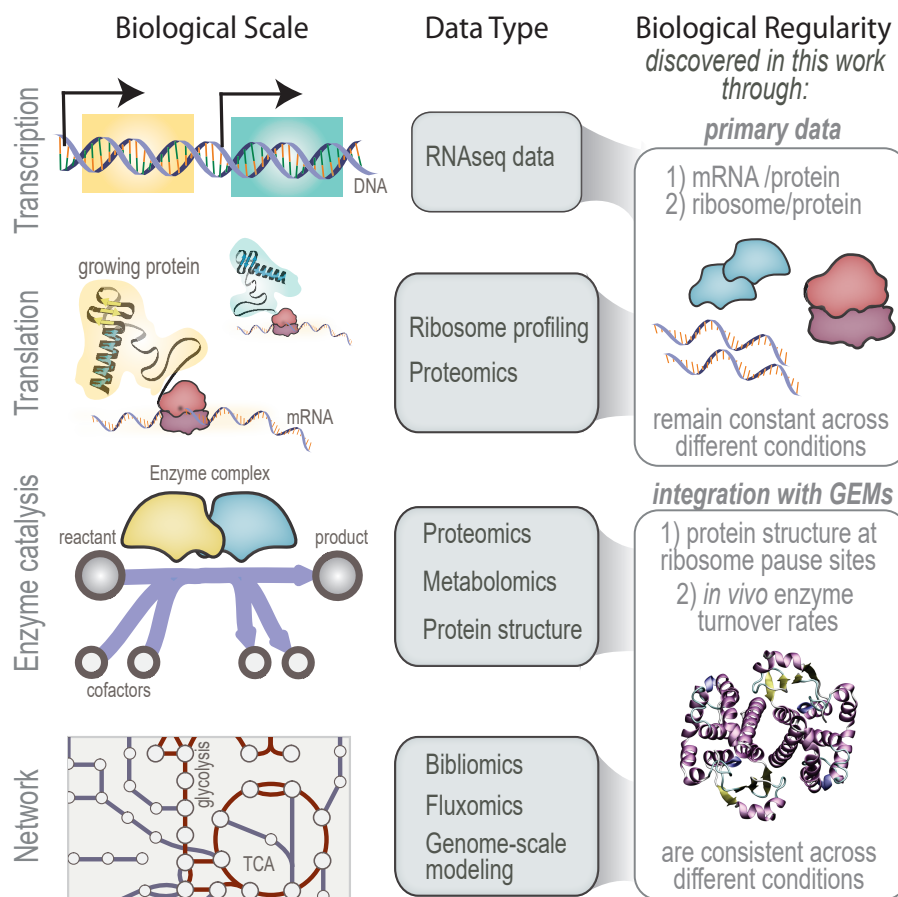 Biological Scale
Data Type
Biological Regularity
discovered in this work
through:
primary data
Transcription
DNA
RNAseq data
1) mRNA /protein
2) ribosome/protein
Translation
growing protein
mRNA
Ribosome profiling
Proteomics
remain constant across
different conditions
integration with GEMs
Enzyme catalysis
Enzyme complex
reactant
product
cofactors
Proteomics
Metabolomics
Protein structure
1) protein structure at
ribosome pause sites
2) in vivo enzyme
turnover rates
Network
glycolysis
TCA
Bibliomics
Fluxomics
Genome-scale
modeling
are consistent across
different conditions